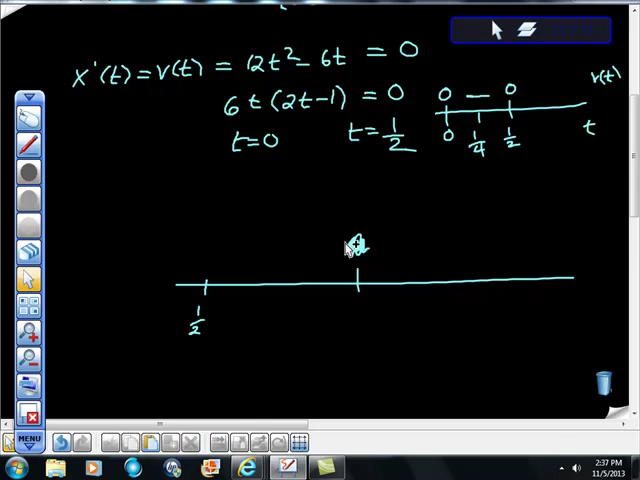 x'(t) = v(t) = 12t² - 6t = 0
6t(2t-1) = 0
t=0 t= 1/2
0 — 0 v(t)
0 1/4 1/2 t
1/2
MENU
2:37 PM
11/5/2013